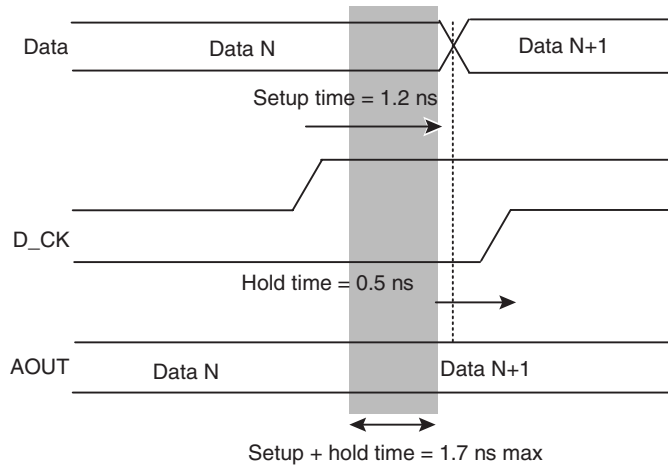 Data
Data N
Data N+1
Setup time = 1.2 ns
D_CK
Hold time = 0.5 ns
AOUT
Data N
Data N+1
Setup + hold time = 1.7 ns max